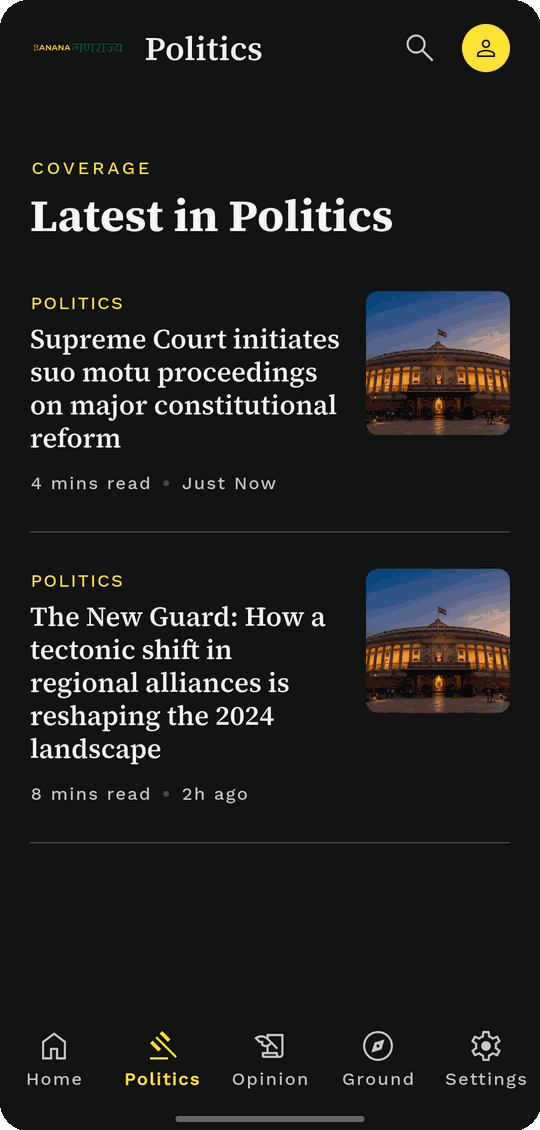 BANANA गणराज्य
Politics
COVERAGE
Latest in Politics
POLITICS
Supreme Court initiates
suo motu proceedings
on major constitutional
reform
4 mins read • Just Now
POLITICS
The New Guard: How a
tectonic shift in
regional alliances is
reshaping the 2024
landscape
8 mins read • 2h ago
Home
Politics
Opinion
Ground
Settings